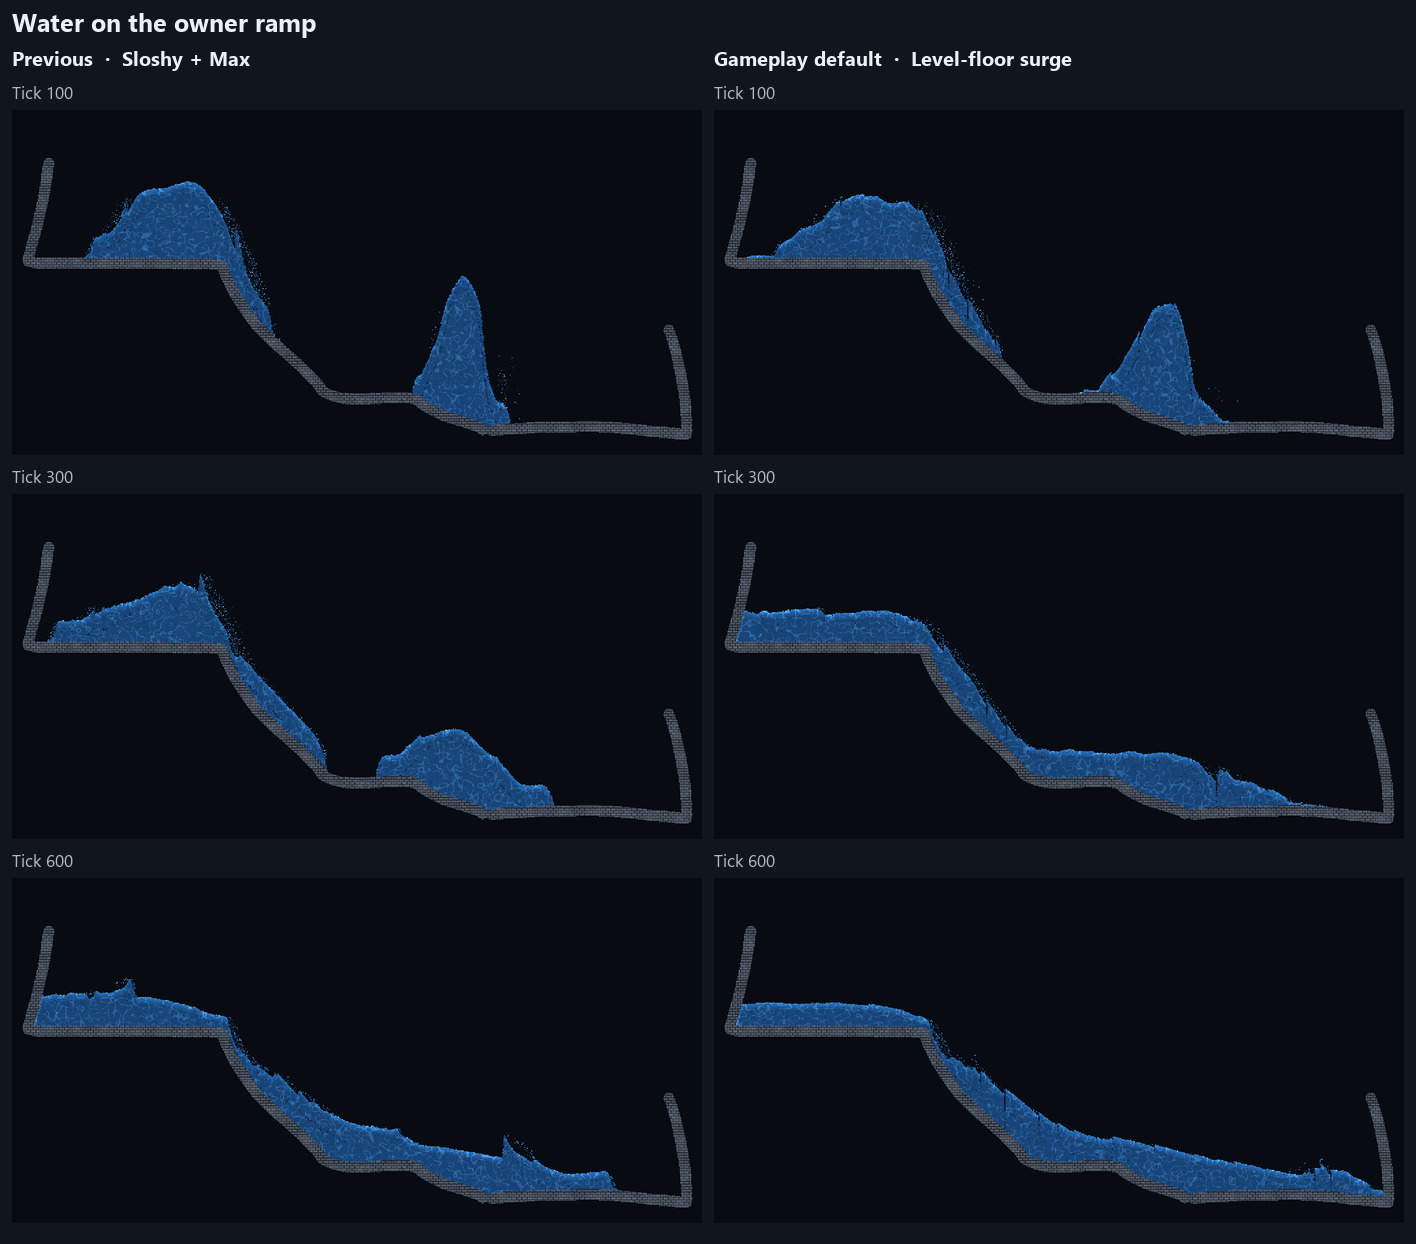 Water on the owner ramp
Previous · Sloshy + Max
Gameplay default · Level-floor surge
Tick 100
Tick 100
Tick 300
Tick 300
Tick 600
Tick 600